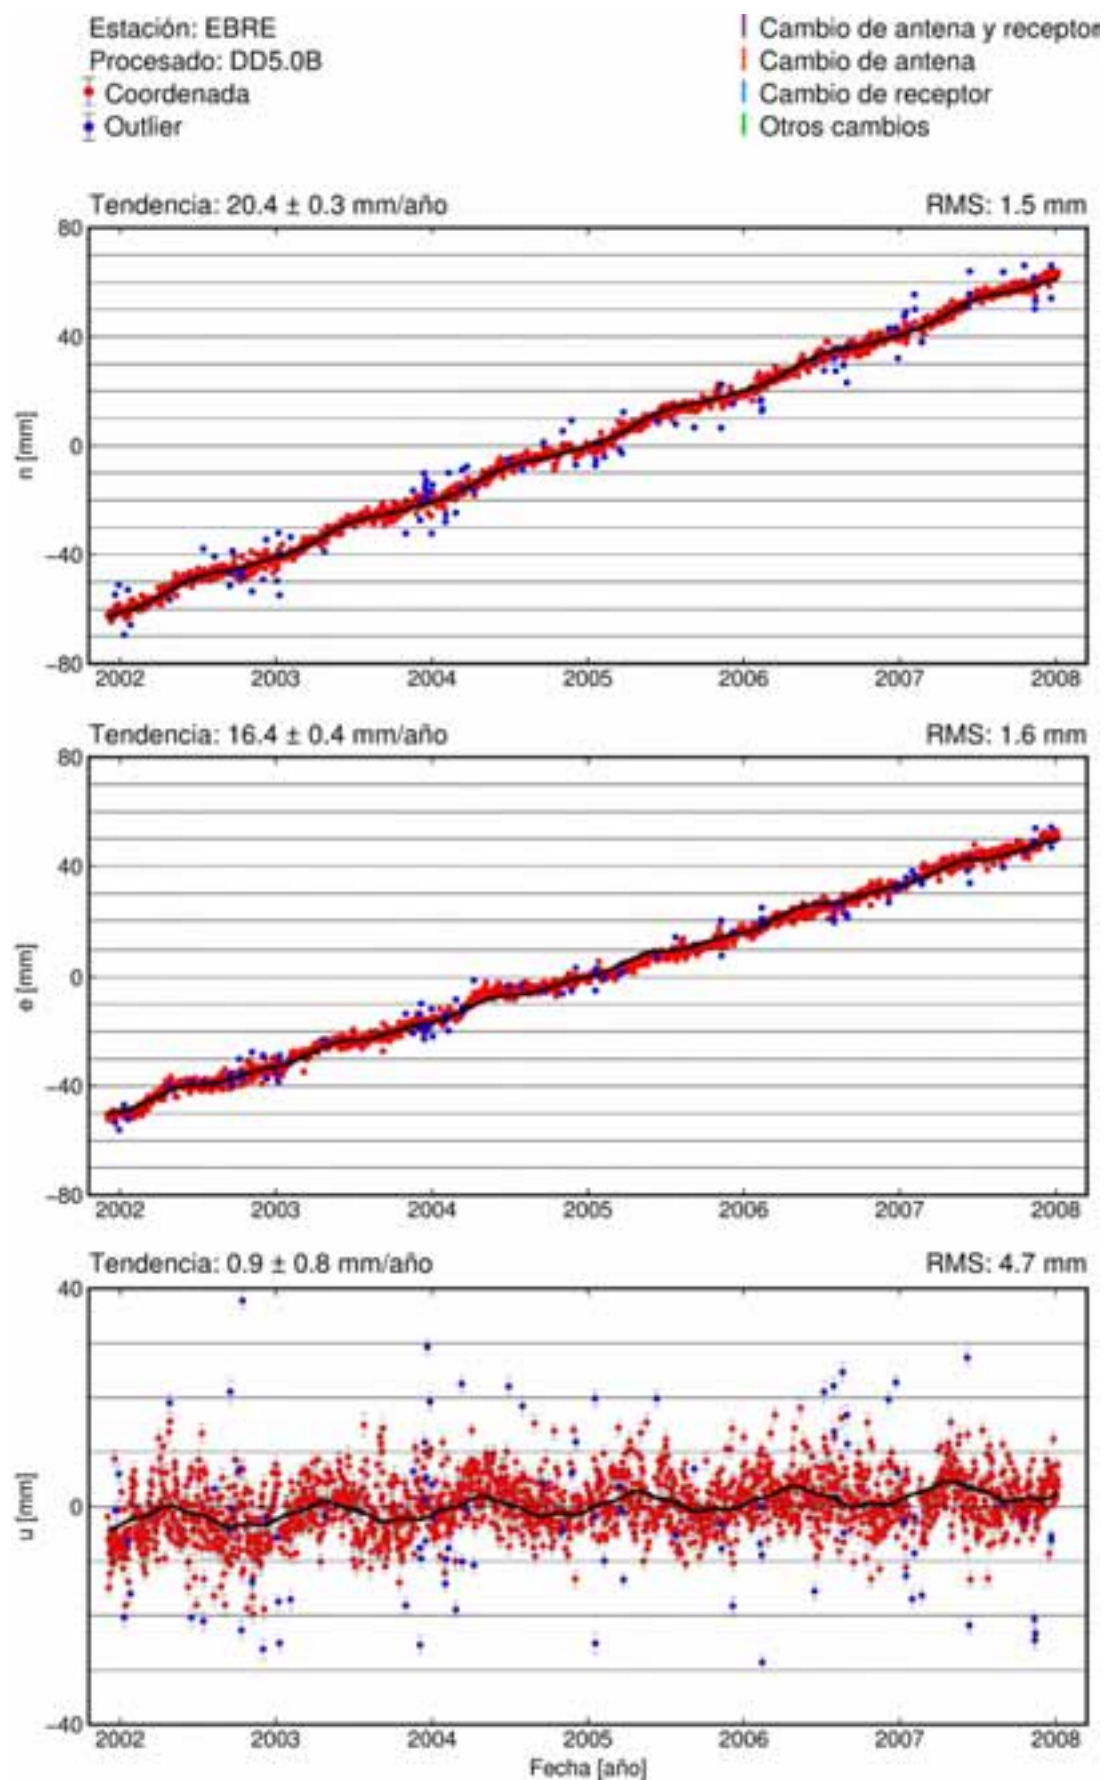 Estación: EBRE
Procesado: DD5.0B
Coordenada
Outlier
Cambio de antena y receptor
Cambio de antena
Cambio de receptor
Otros cambios
Tendencia: 20.4 ± 0.3 mm/año
RMS: 1.5 mm
80
40
0
−40
−80
n [mm]
2002 2003 2004 2005 2006 2007 2008
Tendencia: 16.4 ± 0.4 mm/año
RMS: 1.6 mm
80
40
0
−40
−80
e [mm]
2002 2003 2004 2005 2006 2007 2008
Tendencia: 0.9 ± 0.8 mm/año
RMS: 4.7 mm
40
0
−40
u [mm]
2002 2003 2004 2005 2006 2007 2008
Fecha [año]